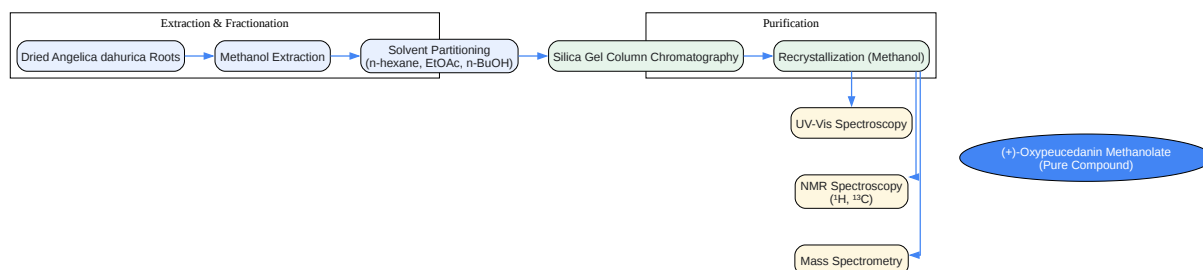 Extraction & Fractionation
Purification
Dried Angelica dahurica Roots
Methanol Extraction
Solvent Partitioning
(n-hexane, EtOAc, n-BuOH)
Silica Gel Column Chromatography
Recrystallization (Methanol)
UV-Vis Spectroscopy
(+)-Oxypeucedanin Methanolate
(Pure Compound)
NMR Spectroscopy
(¹H, ¹³C)
Mass Spectrometry